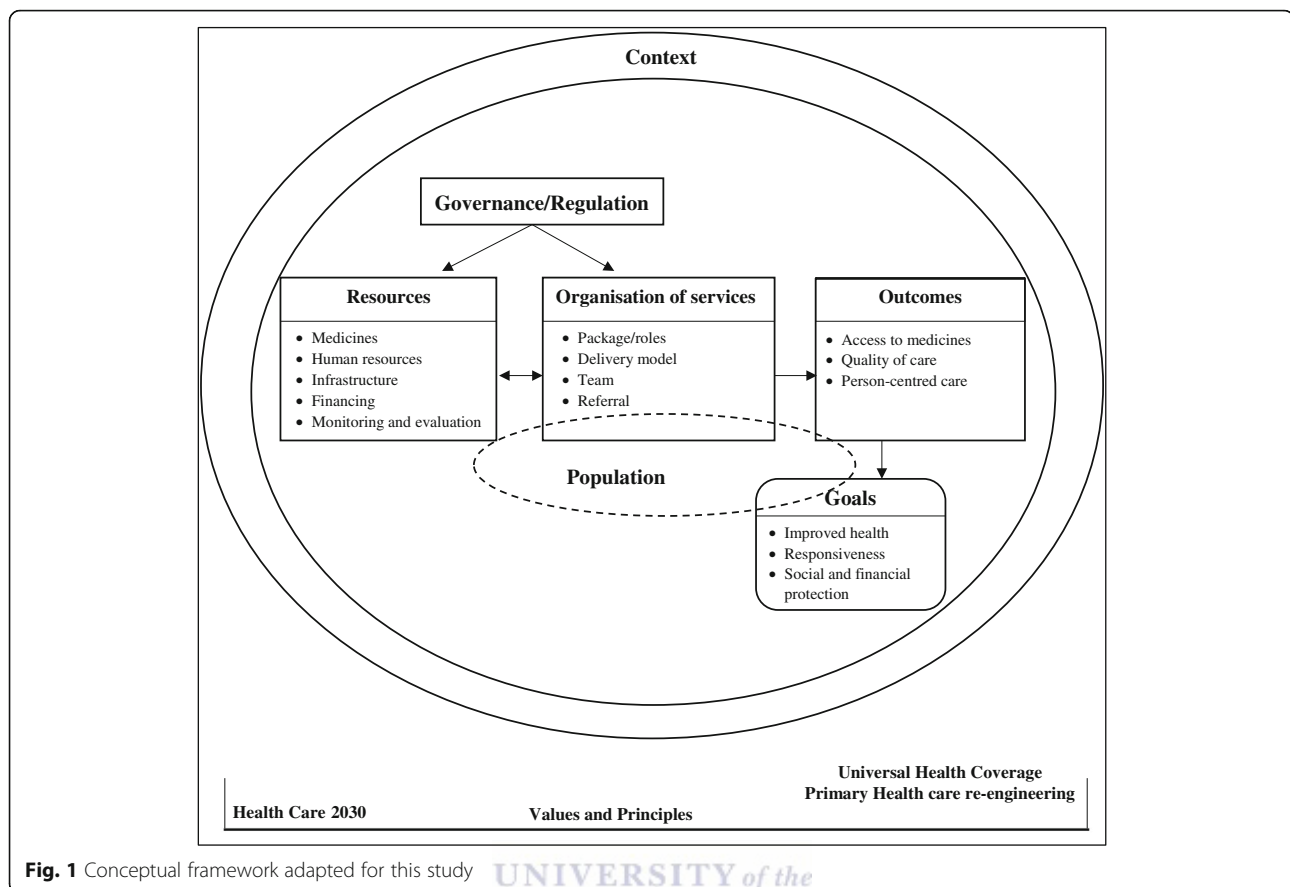 Context
Governance/Regulation
Resources
• Medicines
• Human resources
• Infrastructure
• Financing
• Monitoring and evaluation
Organisation of services
• Package/roles
• Delivery model
• Team
• Referral
Outcomes
• Access to medicines
• Quality of care
• Person-centred care
Population
Goals
• Improved health
• Responsiveness
• Social and financial
protection
Universal Health Coverage
Primary Health care re-engineering
Health Care 2030
Values and Principles
Fig. 1 Conceptual framework adapted for this study
UNIVERSITY of the